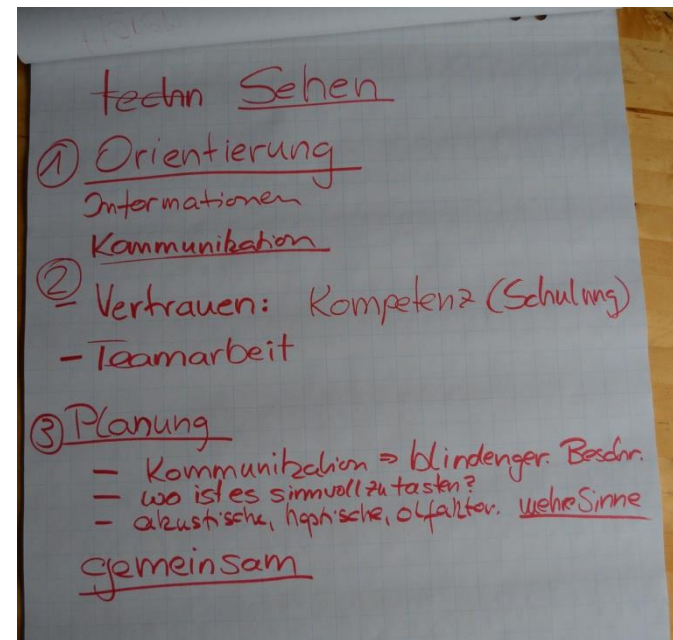 techn Sehen
① Orientierung
Informationen
Kommunikation
②
- Vertrauen: Kompetenz (Schulung)
- Teamarbeit
③ Planung
- Kommunikation ⇒ blindenger. Beschr.
- wo ist es sinnvoll zu tasten?
- akustische, haptische, olfaktor. mehr Sinne
gemeinsam